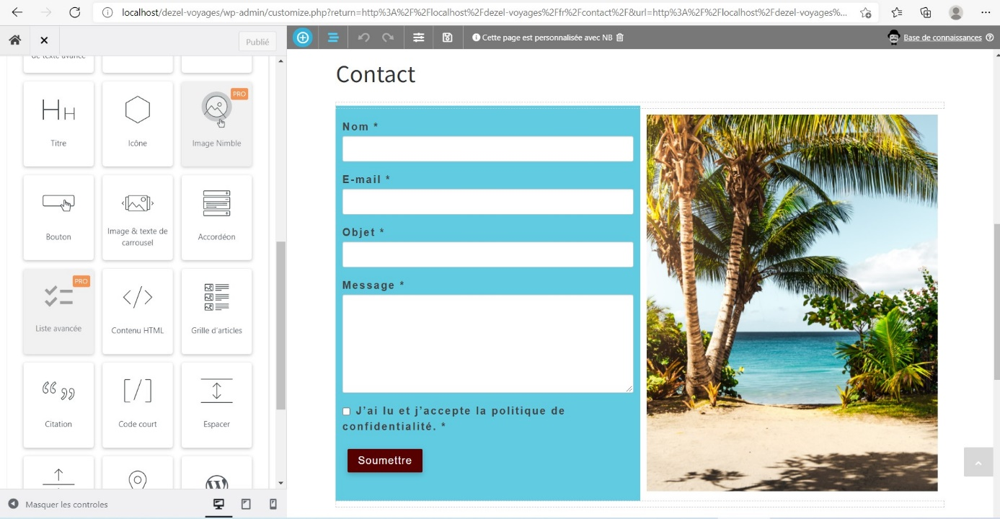 localhost/dezel-voyages/wp-admin/customize.php?return=http%3A%2F%2Flocalhost%2Fdezel-voyages%2Ffr%2Fcontact%2F&url=http%3A%2F%2Flocalhost%2Fdezel-voyages%...
Publié
Cette page est personnalisée avec NB
Base de connaissances
de texte avancé
PRO
Titre
Icône
Image Nimble
Bouton
Image & texte de
carrousel
Accordéon
PRO
Liste avancée
Contenu HTML
Grille d'articles
Citation
Code court
Espacer
Masquer les controles
Contact
Nom *
E-mail *
Objet *
Message *
J'ai lu et j'accepte la politique de
confidentialité. *
Soumettre